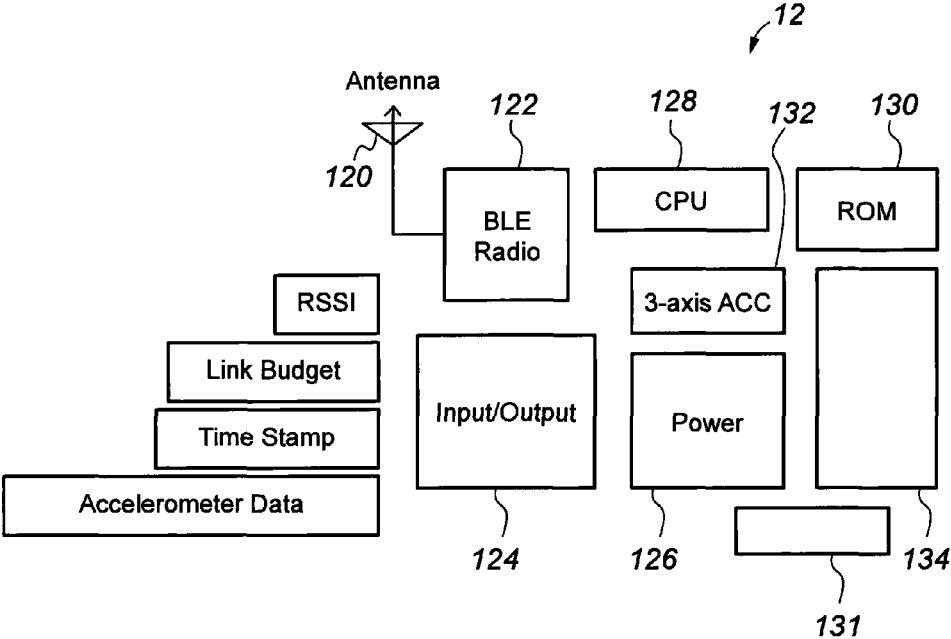 12
Antenna
120
122
128
132
130
BLE
Radio
CPU
ROM
RSSI
3-axis ACC
Link Budget
Input/Output
Power
Time Stamp
Accelerometer Data
124
126
134
131